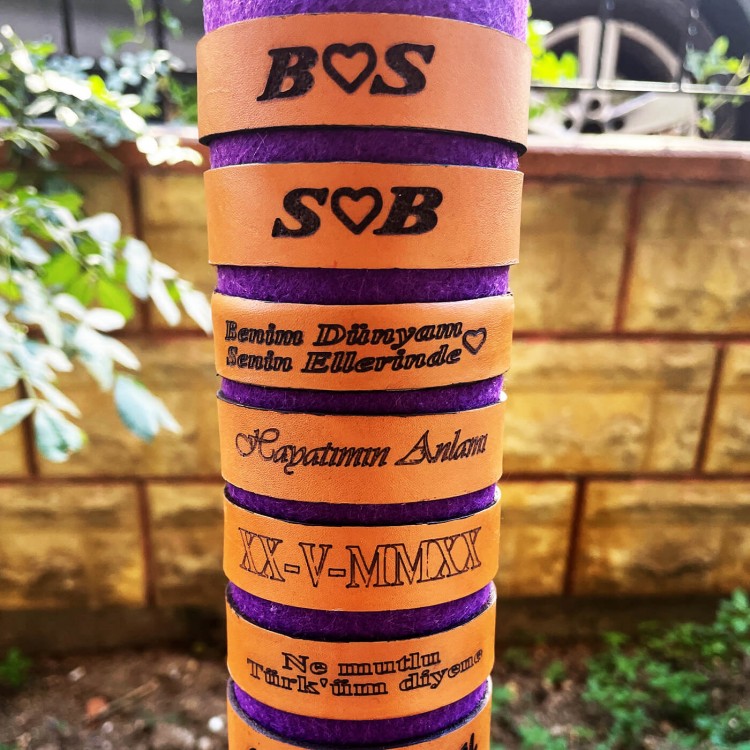 B♡S
S♡B
Benim Dünyam
Senin Ellerinde♡
Hayatımın Anlamı
XX-V-MMXX
Ne mutlu
Türk'üm diyene